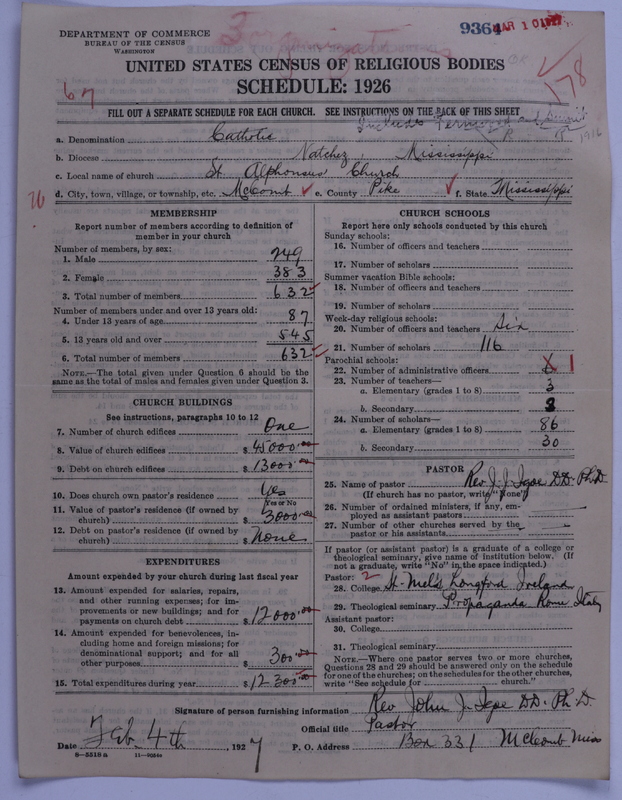 DEPARTMENT OF COMMERCE
BUREAU OF THE CENSUS
WASHINGTON
9364
MAR 10 1927
178
67
UNITED STATES CENSUS OF RELIGIOUS BODIES
SCHEDULE: 1926
FILL OUT A SEPARATE SCHEDULE FOR EACH CHURCH. SEE INSTRUCTIONS ON THE BACK OF THIS SHEET
Includes Fernwood and Summit
a. Denomination Catholic
1916
b. Diocese Natchez Mississippi
c. Local name of church St. Alphonsus Church
76
d. City, town, village, or township, etc. McComb e. County Pike f. State Mississippi
MEMBERSHIP
Report number of members according to definition of
member in your church
Number of members, by sex:
1. Male 249
2. Female 383
3. Total number of members 632
Number of members under and over 13 years old:
4. Under 13 years of age 87
5. 13 years old and over 545
6. Total number of members 632
NOTE.—The total given under Question 6 should be the
same as the total of males and females given under Question 3.
CHURCH BUILDINGS
See instructions, paragraphs 10 to 12
7. Number of church edifices One
8. Value of church edifices $45000.00
9. Debt on church edifices $13000.00
10. Does church own pastor's residence Yes
Yes or No
11. Value of pastor's residence (if owned by
church) $3000.00
12. Debt on pastor's residence (if owned by
church) $None
EXPENDITURES
Amount expended by your church during last fiscal year
13. Amount expended for salaries, repairs,
and other running expenses; for im-
provements or new buildings; and for
payments on church debt $12000.00
14. Amount expended for benevolences, in-
cluding home and foreign missions; for
denominational support; and for all
other purposes $300.00
15. Total expenditures during year $12300.00
CHURCH SCHOOLS
Report here only schools conducted by this church
Sunday schools:
16. Number of officers and teachers
17. Number of scholars
Summer vacation Bible schools:
18. Number of officers and teachers
19. Number of scholars
Week-day religious schools:
20. Number of officers and teachers Six
21. Number of scholars 116
Parochial schools:
22. Number of administrative officers 1
23. Number of teachers—
a. Elementary (grades 1 to 8) 3
b. Secondary 3
24. Number of scholars—
a. Elementary (grades 1 to 8) 86
b. Secondary 30
PASTOR
25. Name of pastor Rev J. J. Igoe DD. Ph.D.
(If church has no pastor, write "None")
26. Number of ordained ministers, if any, em-
ployed as assistant pastors
27. Number of other churches served by the
pastor or his assistants
If pastor (or assistant pastor) is a graduate of a college or
theological seminary, give name of institution below. (If
not a graduate, write "No" in the space indicated.)
Pastor: 2
28. College St. Mel's Longford Ireland
29. Theological seminary Propaganda Rome Italy
Assistant pastor:
30. College
31. Theological seminary
NOTE.—Where one pastor serves two or more churches,
Questions 28 and 29 should be answered only on the schedule
for one of the churches; on the schedules for the other churches,
write "See schedule for church."
Signature of person furnishing information Rev John J. Igoe DD. Ph. D.
Official title Pastor
Date Feb. 4th, 1927 P. O. Address Box 331 McComb Miss
8—5518a 11—9034